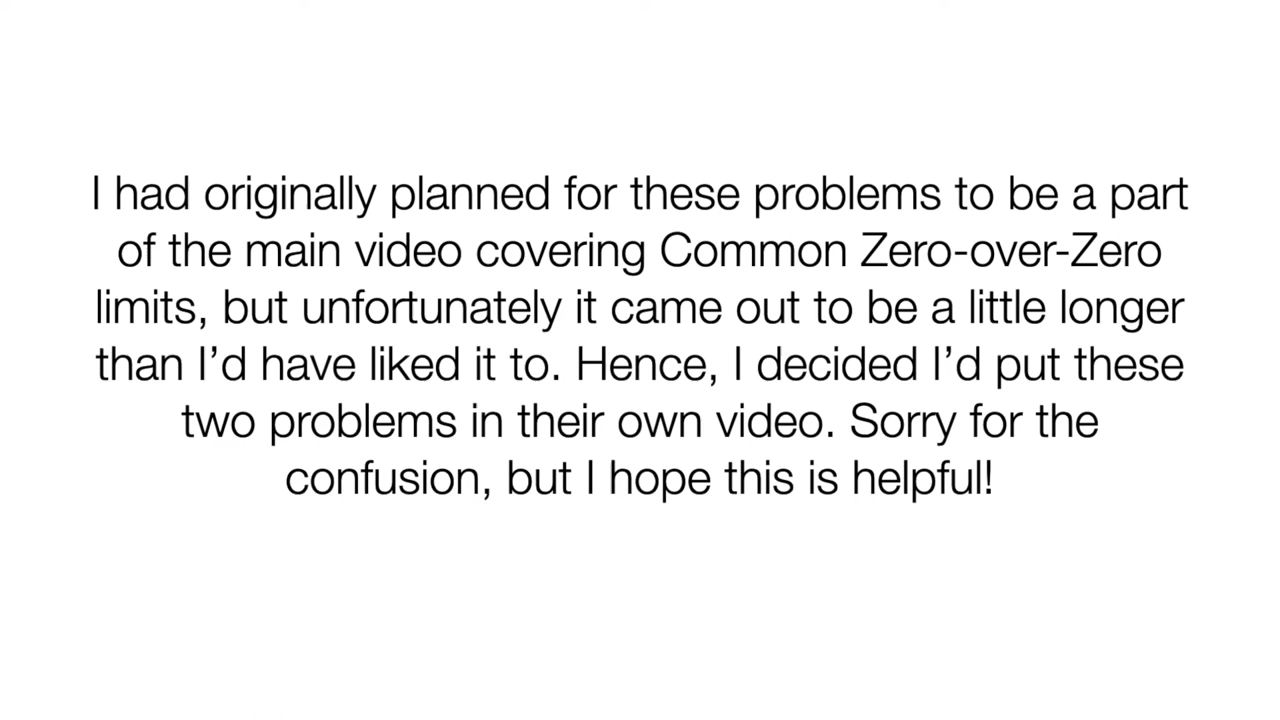 I had originally planned for these problems to be a part
of the main video covering Common Zero-over-Zero
limits, but unfortunately it came out to be a little longer
than I’d have liked it to. Hence, I decided I’d put these
two problems in their own video. Sorry for the
confusion, but I hope this is helpful!